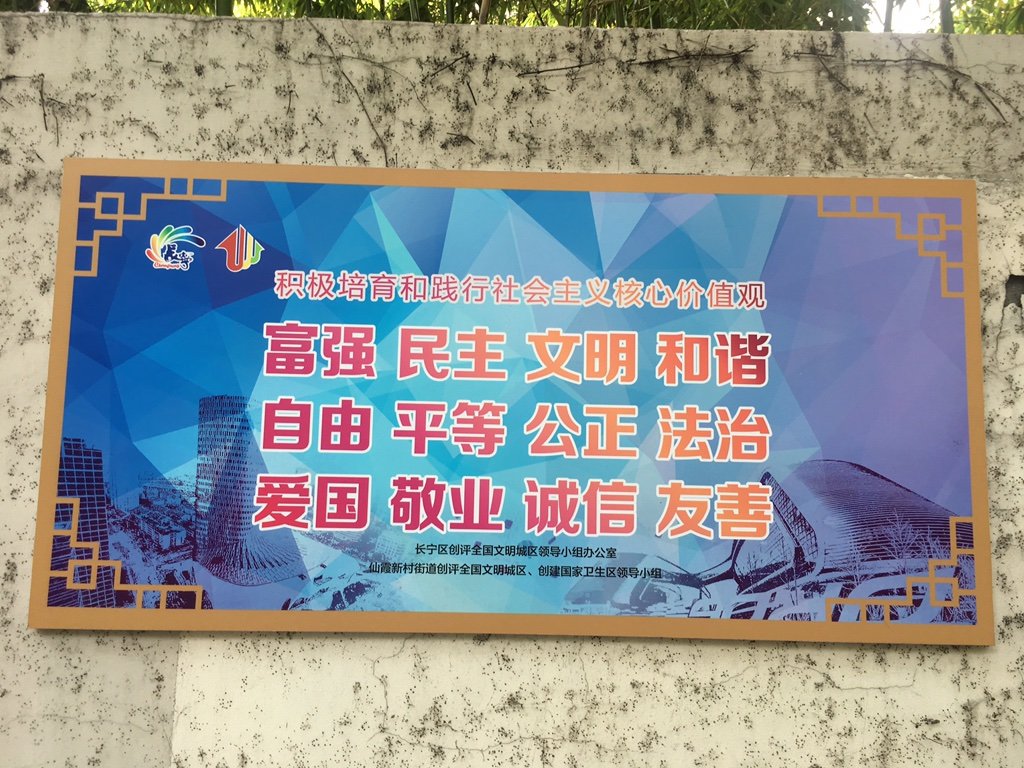 积极培育和践行社会主义核心价值观
富强 民主 文明 和谐
自由 平等 公正 法治
爱国 敬业 诚信 友善
长宁区创评全国文明城区领导小组办公室
仙霞新村街道创评全国文明城区、创建国家卫生区领导小组